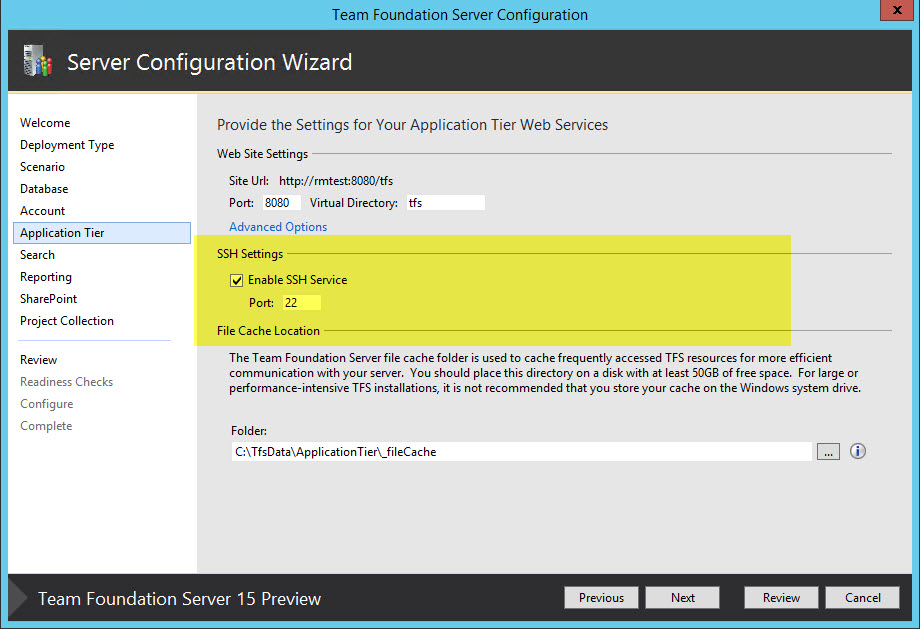 Team Foundation Server Configuration
x
Server Configuration Wizard
Welcome
Deployment Type
Scenario
Database
Account
Application Tier
Search
Reporting
SharePoint
Project Collection
Review
Readiness Checks
Configure
Complete
Provide the Settings for Your Application Tier Web Services
Web Site Settings
Site Url: http://rmtest:8080/tfs
Port: 8080 Virtual Directory: tfs
Advanced Options
SSH Settings
Enable SSH Service
Port: 22
File Cache Location
The Team Foundation Server file cache folder is used to cache frequently accessed TFS resources for more efficient
communication with your server. You should place this directory on a disk with at least 50GB of free space. For large or
performance-intensive TFS installations, it is not recommended that you store your cache on the Windows system drive.
Folder:
C:\TfsData\ApplicationTier\_fileCache
...
i
Team Foundation Server 15 Preview
Previous
Next
Review
Cancel